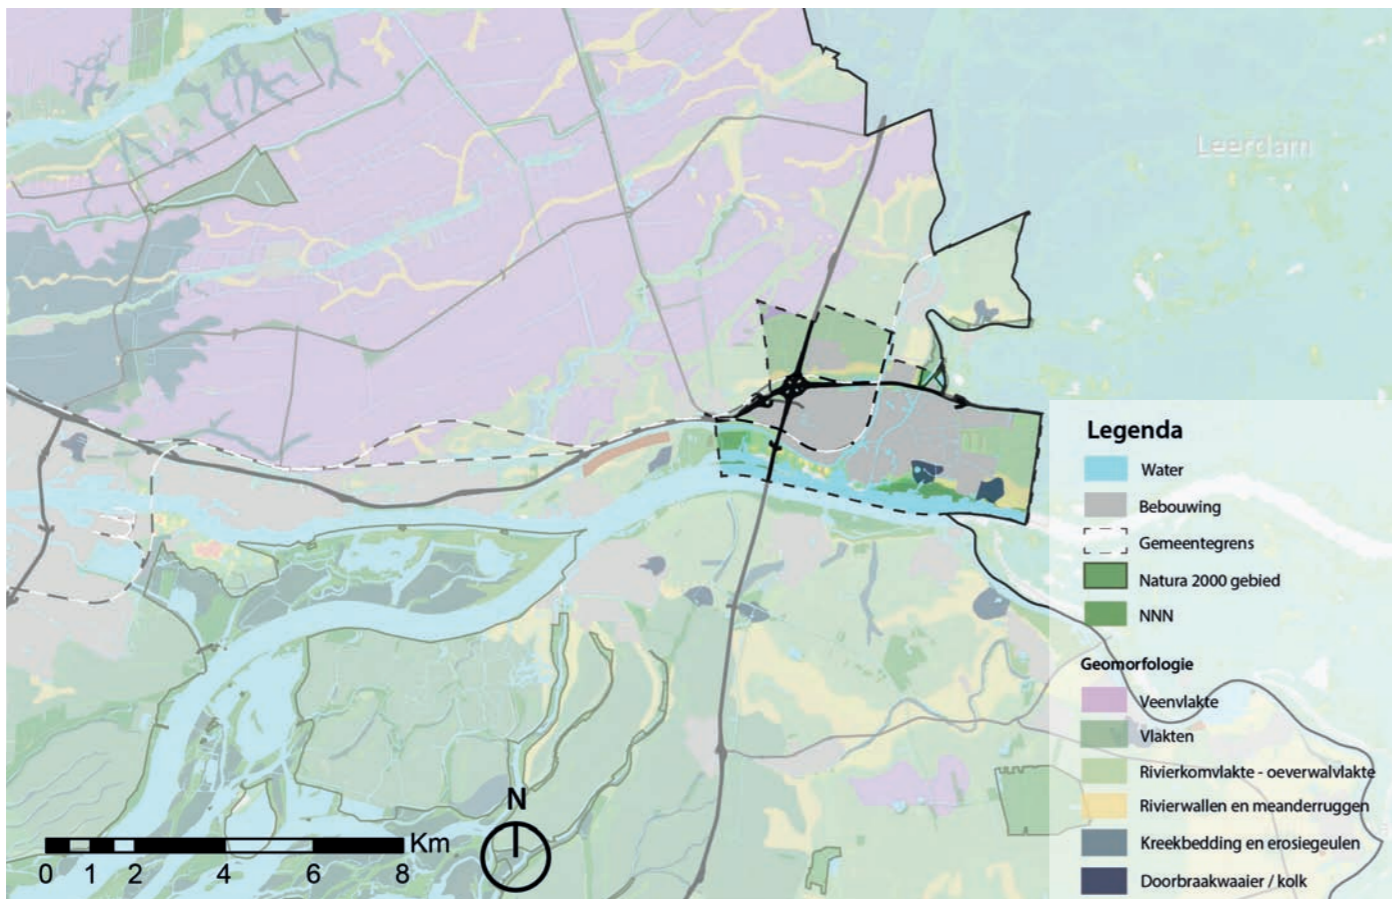 Leerdam
Legenda
Water
Bebouwing
Gemeentegrens
Natura 2000 gebied
NNN
Geomorfologie
Veenvlakte
Vlakten
Rivierkomvlakte - oeverwalvlakte
Rivierwallen en meanderruggen
Kreekbedding en erosiegeulen
Doorbraakwaaier / kolk
N
Km
0 1 2 4 6 8